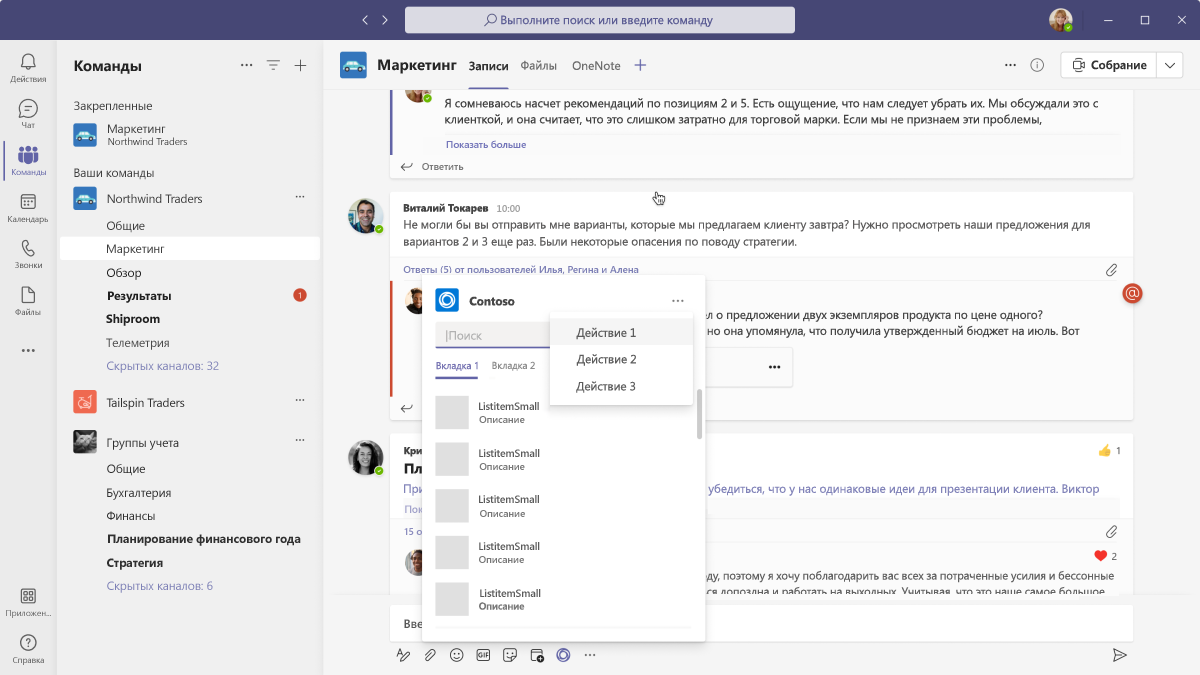 Выполните поиск или введите команду
Действия
Чат
Команды
Календарь
Звонки
Файлы
Приложен...
Справка
Команды
Закрепленные
Маркетинг
Northwind Traders
Ваши команды
Northwind Traders
Общие
Маркетинг
Обзор
Результаты
1
Shiproom
Телеметрия
Скрытых каналов: 32
Tailspin Traders
Группы учета
Общие
Бухгалтерия
Финансы
Планирование финансового года
Стратегия
Скрытых каналов: 6
Маркетинг
Записи
Файлы
OneNote
Собрание
Я сомневаюсь насчет рекомендаций по позициям 2 и 5. Есть ощущение, что нам следует убрать их. Мы обсуждали это с
клиенткой, и она считает, что это слишком затратно для торговой марки. Если мы не признаем эти проблемы,
Показать больше
Ответить
Виталий Токарев 10:00
Не могли бы вы отправить мне варианты, которые мы предлагаем клиенту завтра? Нужно просмотреть наши предложения для
вариантов 2 и 3 еще раз. Были некоторые опасения по поводу стратегии.
Ответы (5) от пользователей Илья, Регина и Алена
л о предложении двух экземпляров продукта по цене одного?
но она упомянула, что получила утвержденный бюджет на июль. Вот
Contoso
Поиск
Действие 1
Действие 2
Действие 3
Вкладка 1
Вкладка 2
ListitemSmall
Описание
ListitemSmall
Описание
ListitemSmall
Описание
ListitemSmall
Описание
ListitemSmall
Описание
Кри
1
Пл
При
убедиться, что у нас одинаковые идеи для презентации клиента. Виктор
Пок
15 о
2
ду, поэтому я хочу поблагодарить вас всех за потраченные усилия и бессонные
ся допоздна и работать на выходных. Учитывая, что это наше самое большое
Вве
GIF